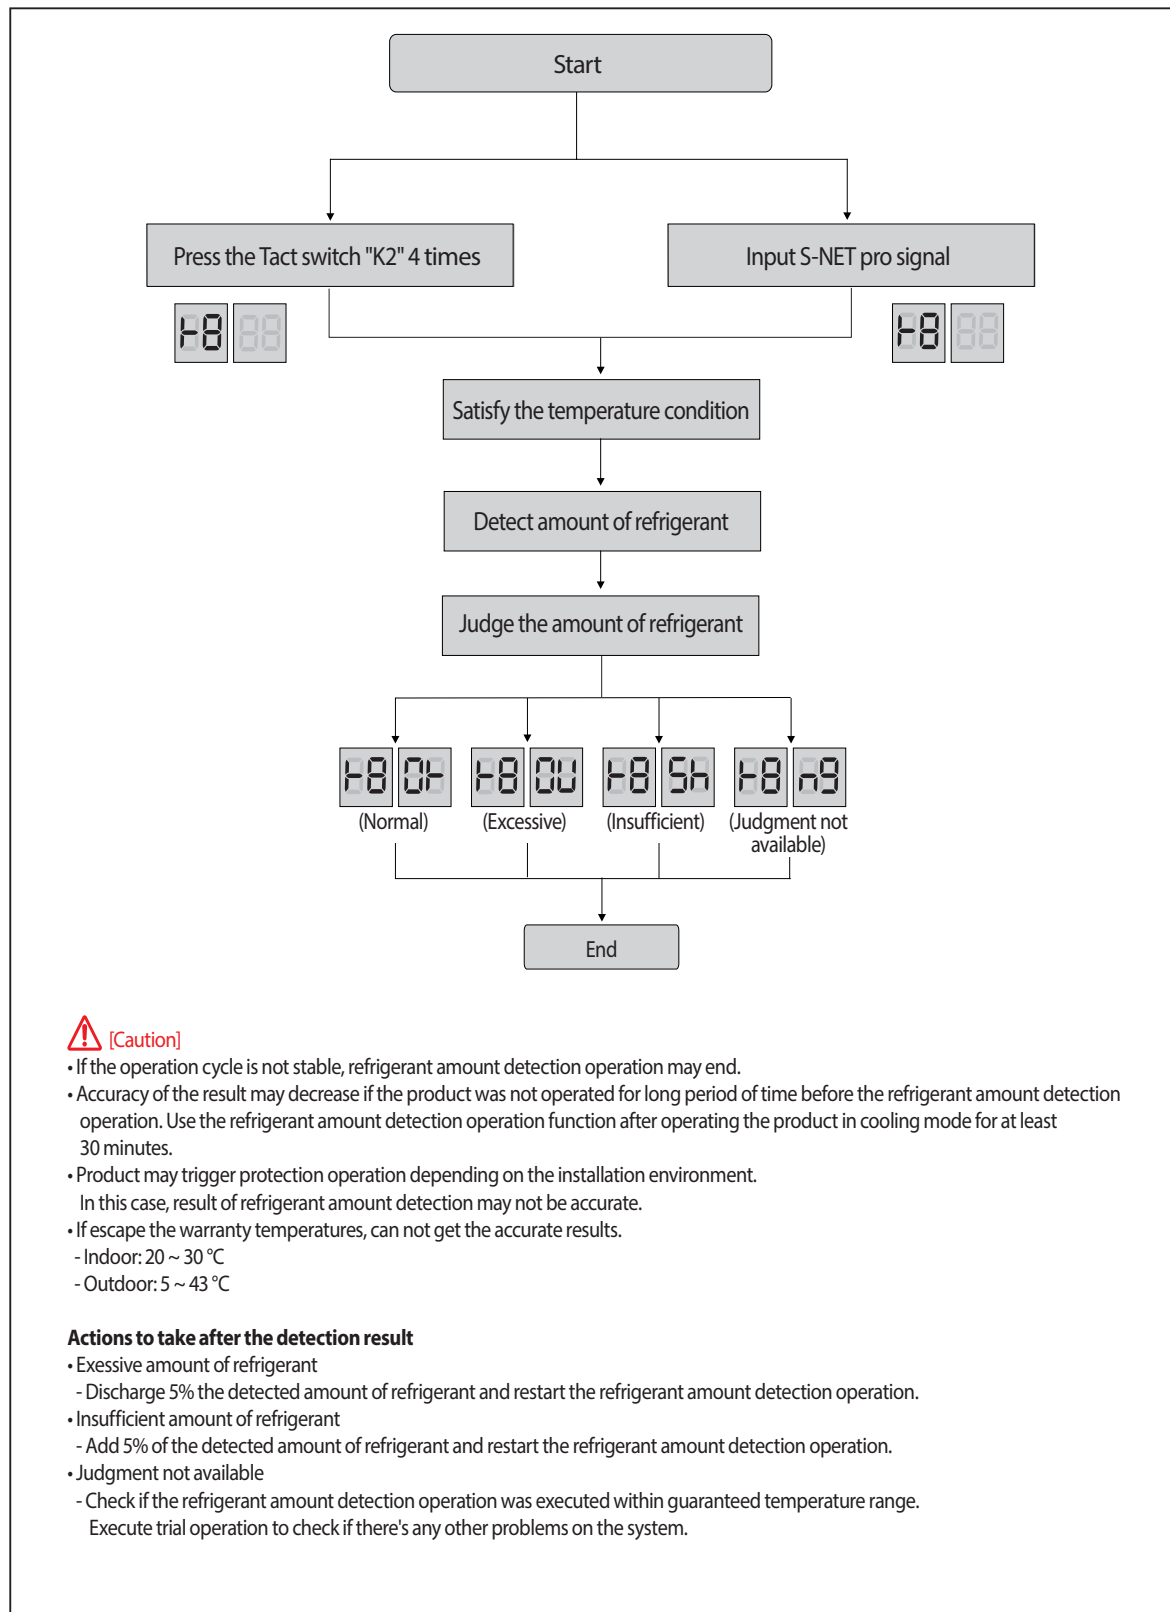 Start
Press the Tact switch "K2" 4 times
Input S-NET pro signal
Satisfy the temperature condition
Detect amount of refrigerant
Judge the amount of refrigerant
(Normal)
(Excessive)
(Insufficient)
(Judgment not
available)
End
[Caution]
• If the operation cycle is not stable, refrigerant amount detection operation may end.
• Accuracy of the result may decrease if the product was not operated for long period of time before the refrigerant amount detection
operation. Use the refrigerant amount detection operation function after operating the product in cooling mode for at least
30 minutes.
• Product may trigger protection operation depending on the installation environment.
In this case, result of refrigerant amount detection may not be accurate.
• If escape the warranty temperatures, can not get the accurate results.
- Indoor: 20 ~ 30 °C
- Outdoor: 5 ~ 43 °C
Actions to take after the detection result
• Exessive amount of refrigerant
- Discharge 5% the detected amount of refrigerant and restart the refrigerant amount detection operation.
• Insufficient amount of refrigerant
- Add 5% of the detected amount of refrigerant and restart the refrigerant amount detection operation.
• Judgment not available
- Check if the refrigerant amount detection operation was executed within guaranteed temperature range.
Execute trial operation to check if there's any other problems on the system.